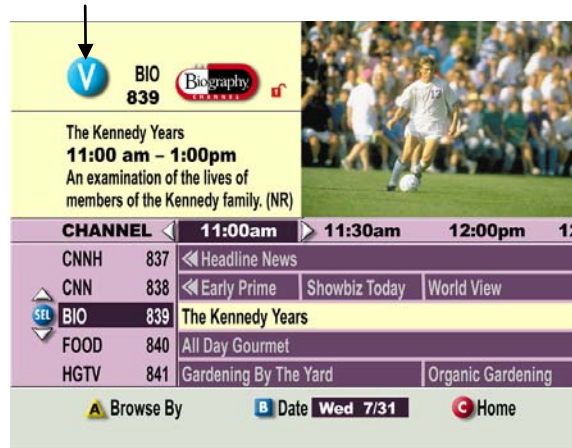 V BIO Biography
839 CHANNEL
The Kennedy Years
11:00 am – 1:00pm
An examination of the lives of
members of the Kennedy family. (NR)
17
CHANNEL 11:00am 11:30am 12:00pm 12
CNNH 837 Headline News
CNN 838 Early Prime Showbiz Today World View
SEL BIO 839 The Kennedy Years
FOOD 840 All Day Gourmet
HGTV 841 Gardening By The Yard Organic Gardening
A Browse By B Date Wed 7/31 C Home